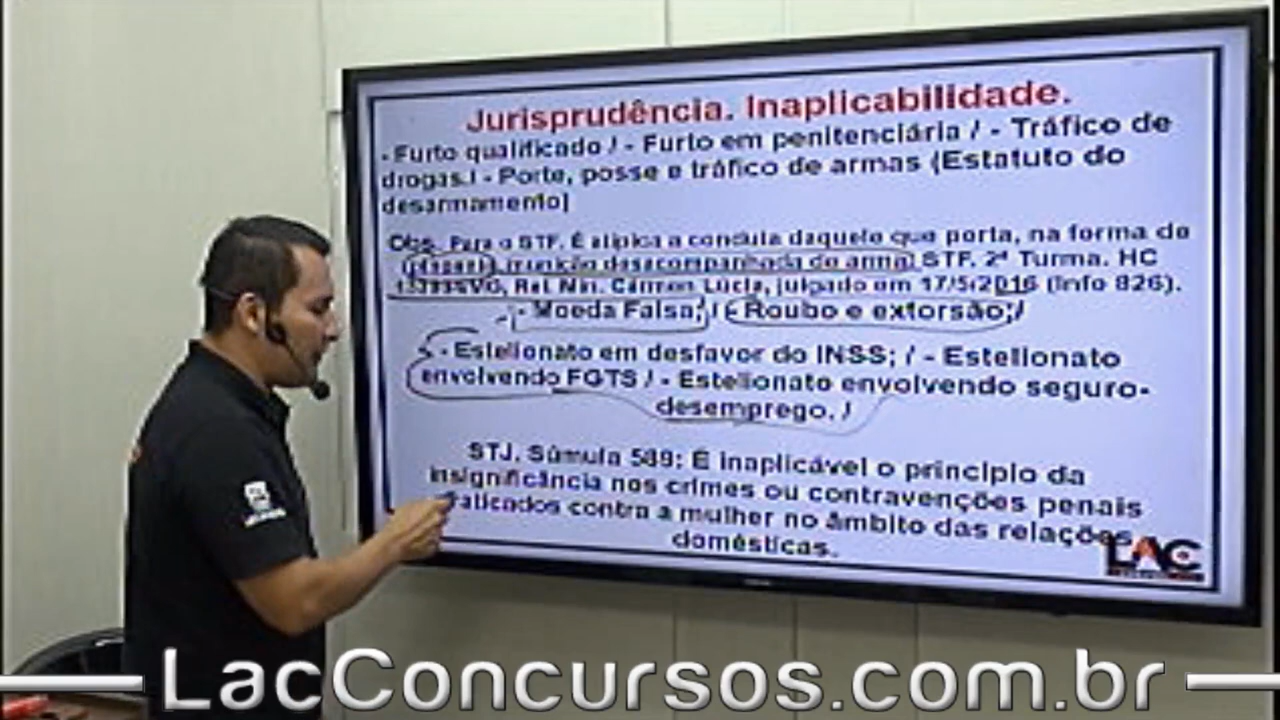 Jurisprudência. Inaplicabilidade.
- Furto qualificado / - Furto em penitenciária / - Tráfico de
drogas./ - Porte, posse e tráfico de armas (Estatuto do
desarmamento)
Obs. Para o STF. É atípica a conduta daquele que porta, na forma de
munição desacompanhada de arma. STF. 2ª Turma. HC
Rel. Min. Cármen Lúcia, julgado em 17/5/2016 (Info 826).
- Moeda Falsa; / - Roubo e extorsão;/
- Estelionato em desfavor do INSS; / - Estelionato
envolvendo FGTS / - Estelionato envolvendo seguro-
desemprego. /
STJ. Súmula 589: É inaplicável o princípio da
insignificância nos crimes ou contravenções penais
praticados contra a mulher no âmbito das relações
domésticas.
LAC
LacConcursos.com.br